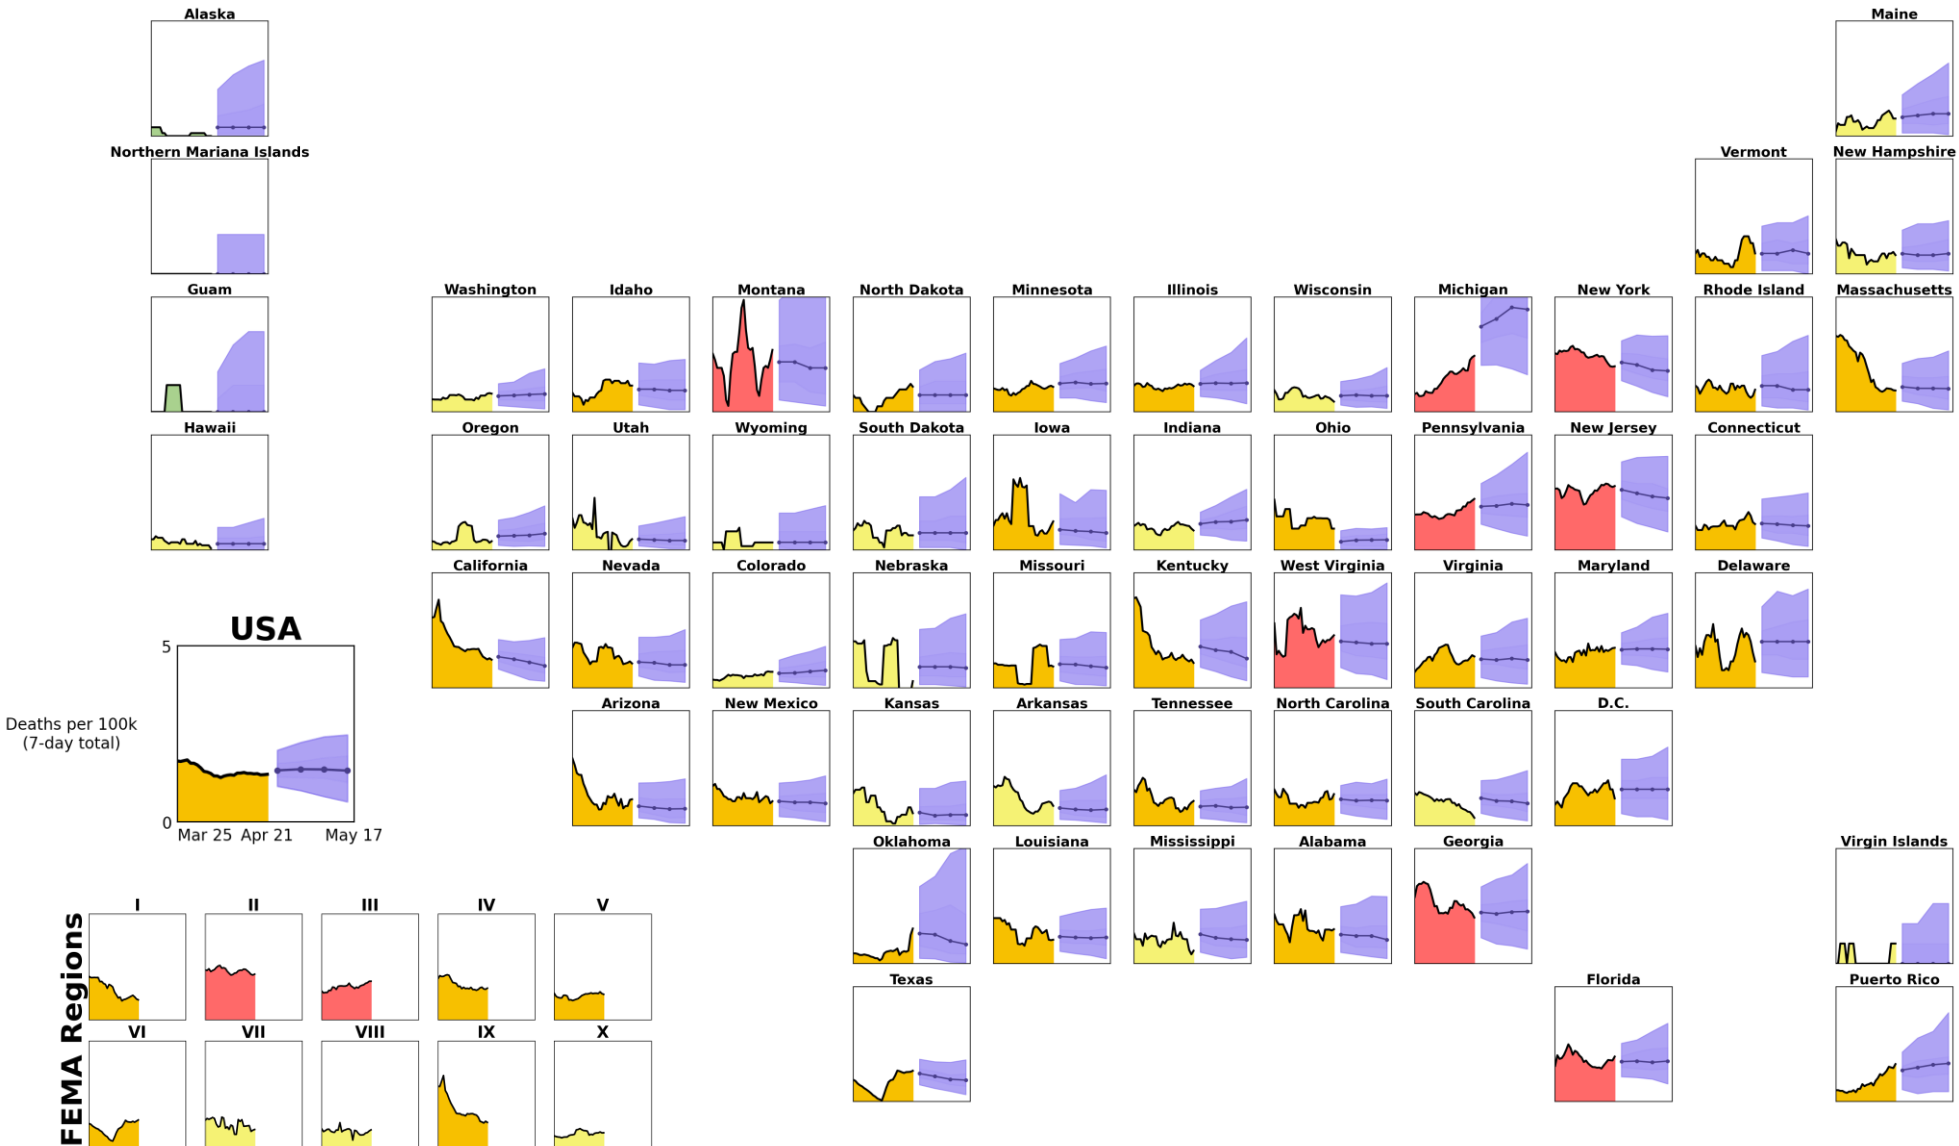 Alaska
Maine
Northern Mariana Islands
Vermont
New Hampshire
Guam
Washington
Idaho
Montana
North Dakota
Minnesota
Illinois
Wisconsin
Michigan
New York
Rhode Island
Massachusetts
Hawaii
Oregon
Utah
Wyoming
South Dakota
Iowa
Indiana
Ohio
Pennsylvania
New Jersey
Connecticut
California
Nevada
Colorado
Nebraska
Missouri
Kentucky
West Virginia
Virginia
Maryland
Delaware
USA
5
Deaths per 100k
(7-day total)
0
Mar 25
Apr 21
May 17
Arizona
New Mexico
Kansas
Arkansas
Tennessee
North Carolina
South Carolina
D.C.
Oklahoma
Louisiana
Mississippi
Alabama
Georgia
Virgin Islands
FEMA Regions
I
II
III
IV
V
Texas
Florida
Puerto Rico
VI
VII
VIII
IX
X